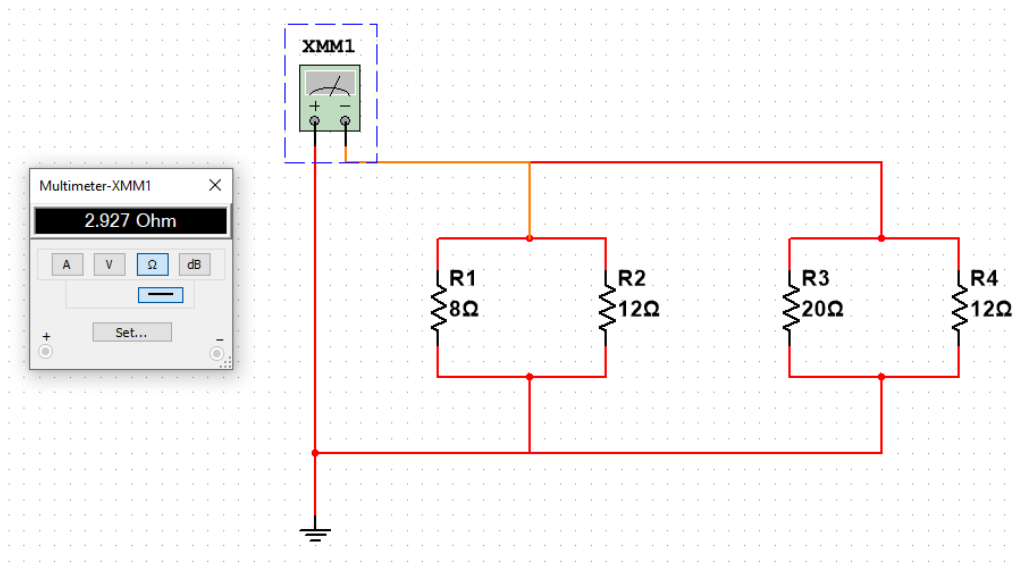 XMM1
+ −
Multimeter-XMM1 ×
2.927 Ohm
A V Ω dB
Set...
+ −
R1
8Ω
R2
12Ω
R3
20Ω
R4
12Ω